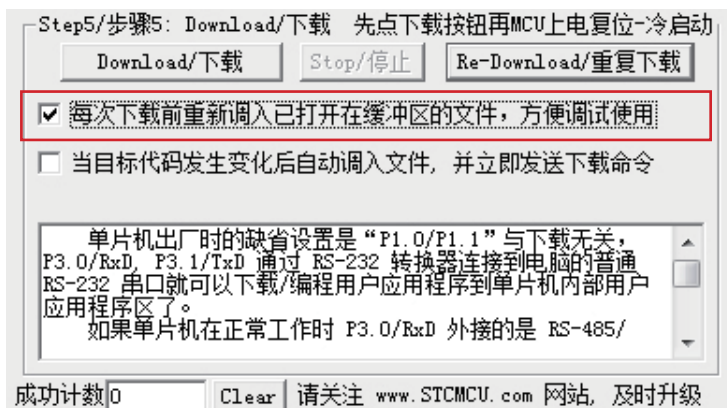 Step5/步骤5: Download/下载 先点下载按钮再MCU上电复位-冷启动
Download/下载 Stop/停止 Re-Download/重复下载
每次下载前重新调入已打开在缓冲区的文件，方便调试使用
当目标代码发生变化后自动调入文件, 并立即发送下载命令
单片机出厂时的缺省设置是“P1.0/P1.1”与下载无关，
P3.0/RxD, P3.1/TxD 通过 RS-232 转换器连接到电脑的普通
RS-232 串口就可以下载/编程用户应用程序到单片机内部用户
应用程序区了。
如果单片机在正常工作时 P3.0/RxD 外接的是 RS-485/
成功计数 0 Clear 请关注 www.STCMCU.com 网站, 及时升级